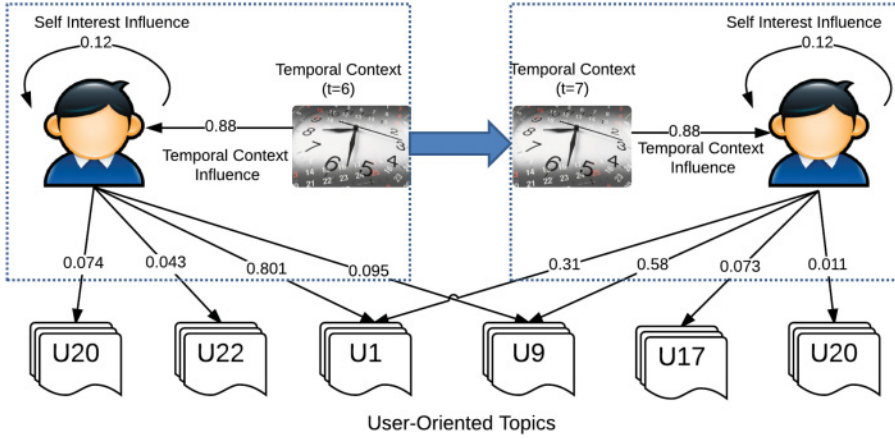 Self Interest Influence
0.12
Temporal Context
(t=6)
0.88
Temporal Context
Influence
Temporal Context
(t=7)
0.88
Temporal Context
Influence
Self Interest Influence
0.12
0.074
0.043
0.801
0.095
0.31
0.58
0.073
0.011
U20
U22
U1
U9
U17
U20
User-Oriented Topics